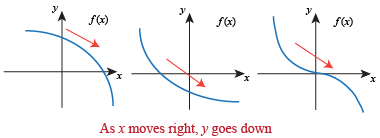 y f(x) y f(x) y f(x)
x x x
As x moves right, y goes down